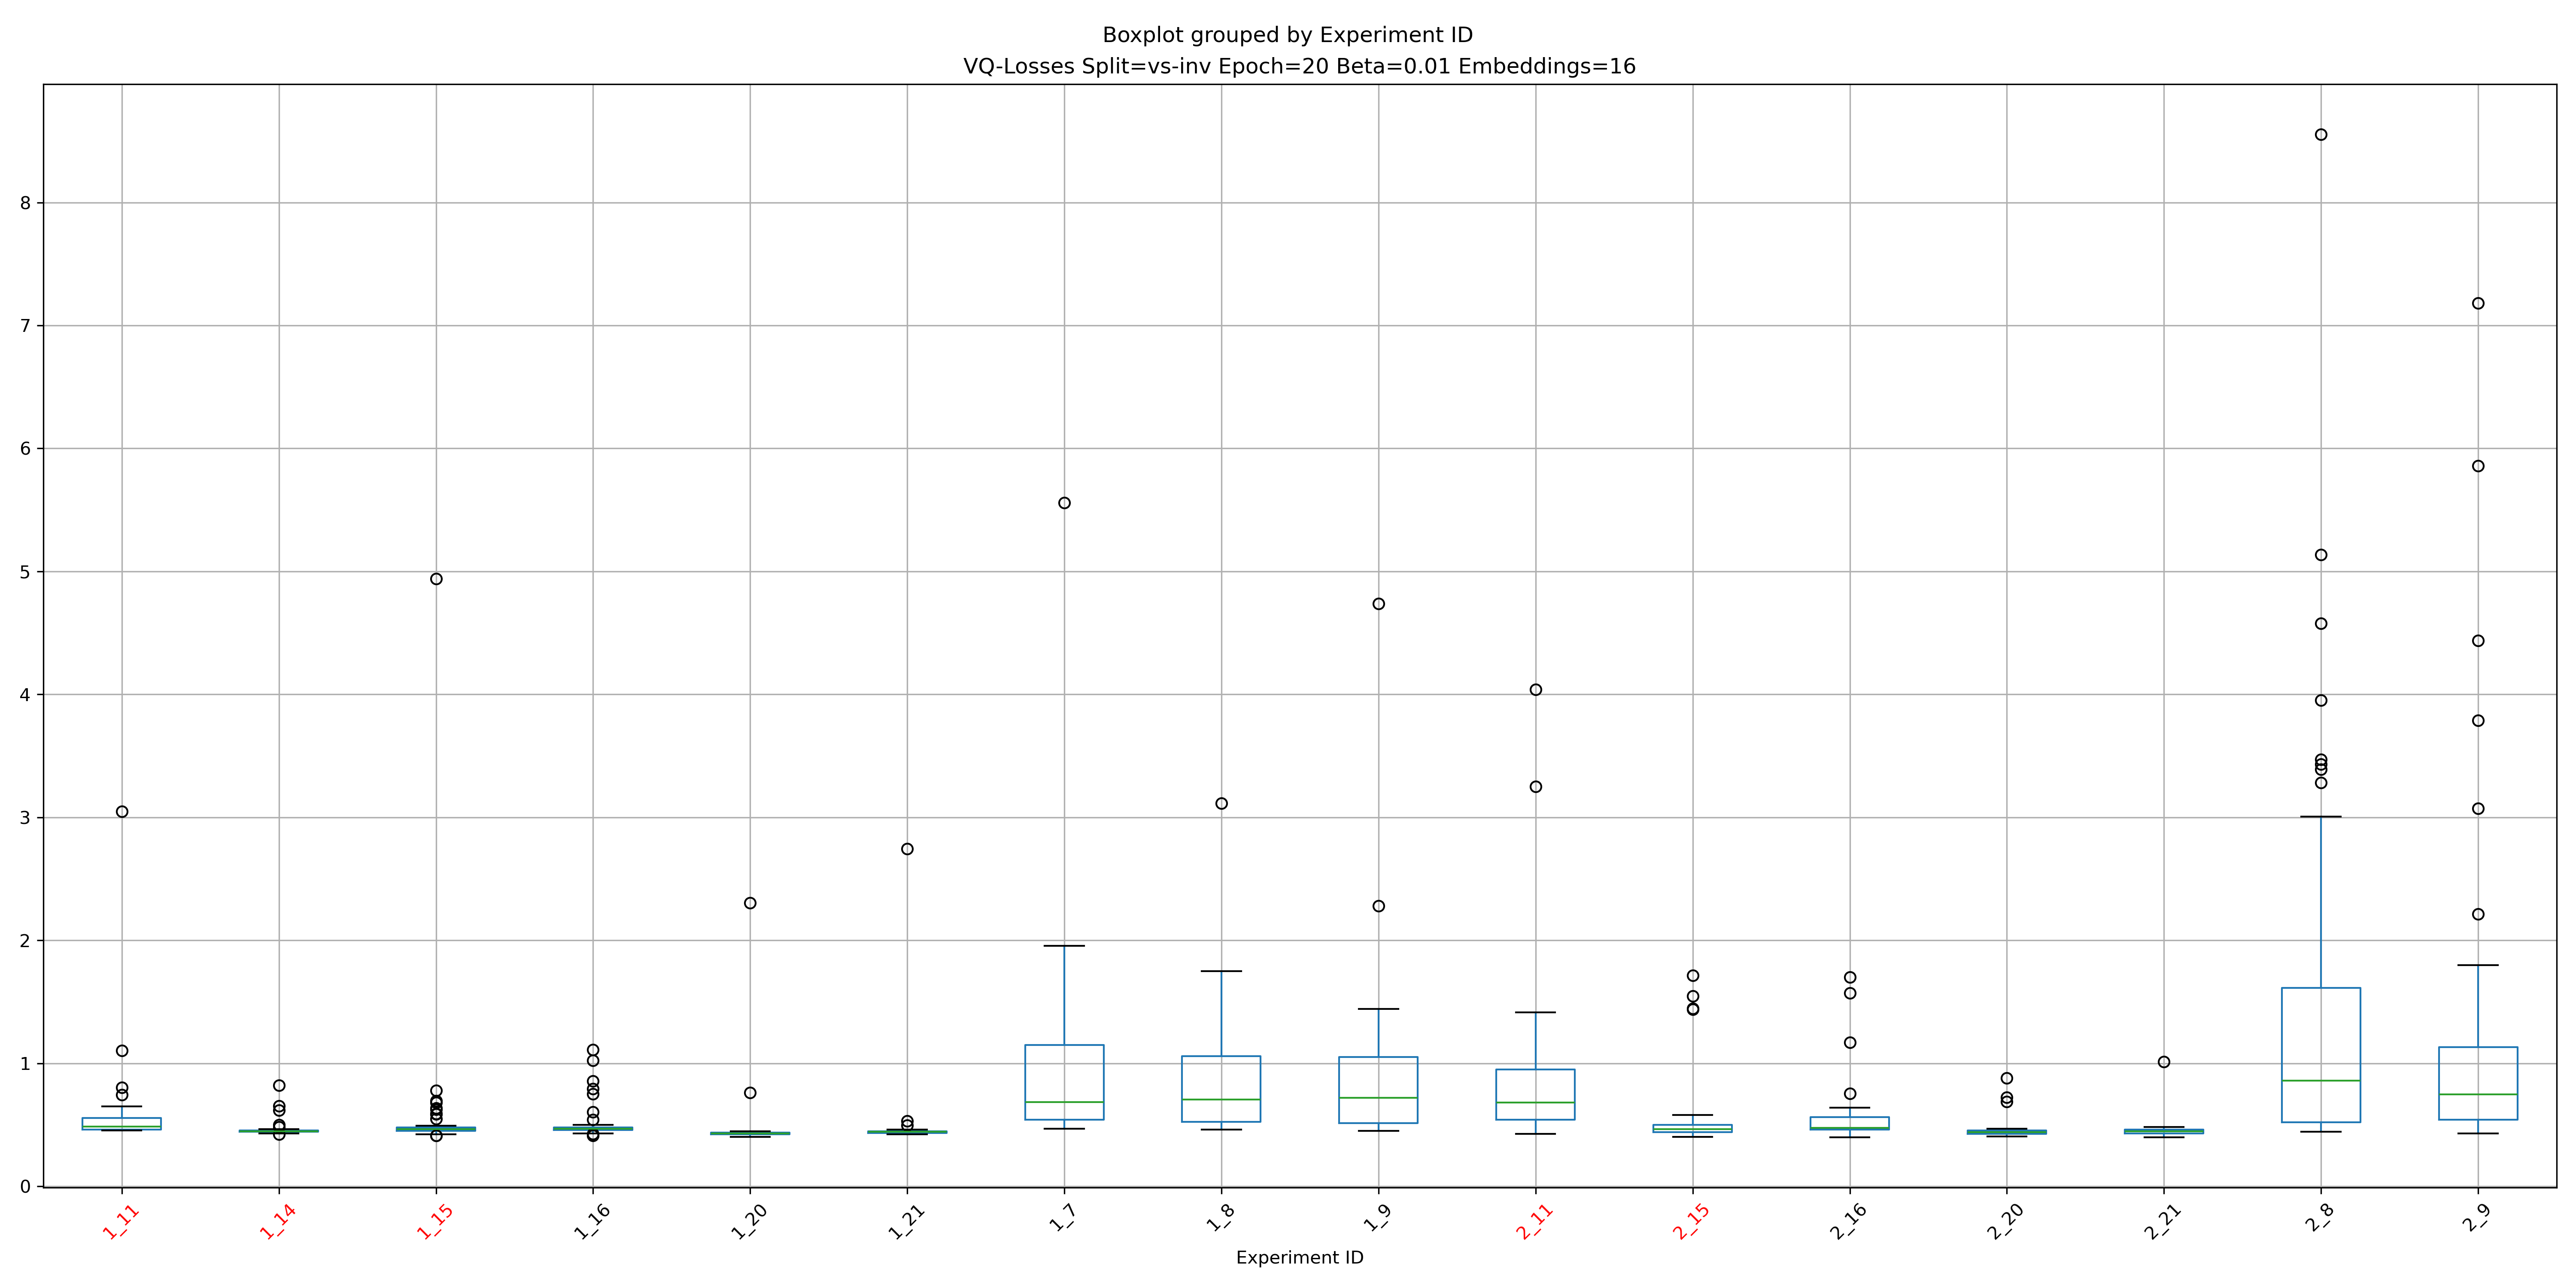 Boxplot grouped by Experiment ID
VQ-Losses Split=vs-inv Epoch=20 Beta=0.01 Embeddings=16
8
7
6
5
4
3
2
1
0
1_11 1_14 1_15 1_16 1_20 1_21 1_7 1_8 1_9 2_11 2_15 2_16 2_20 2_21 2_8 2_9
Experiment ID